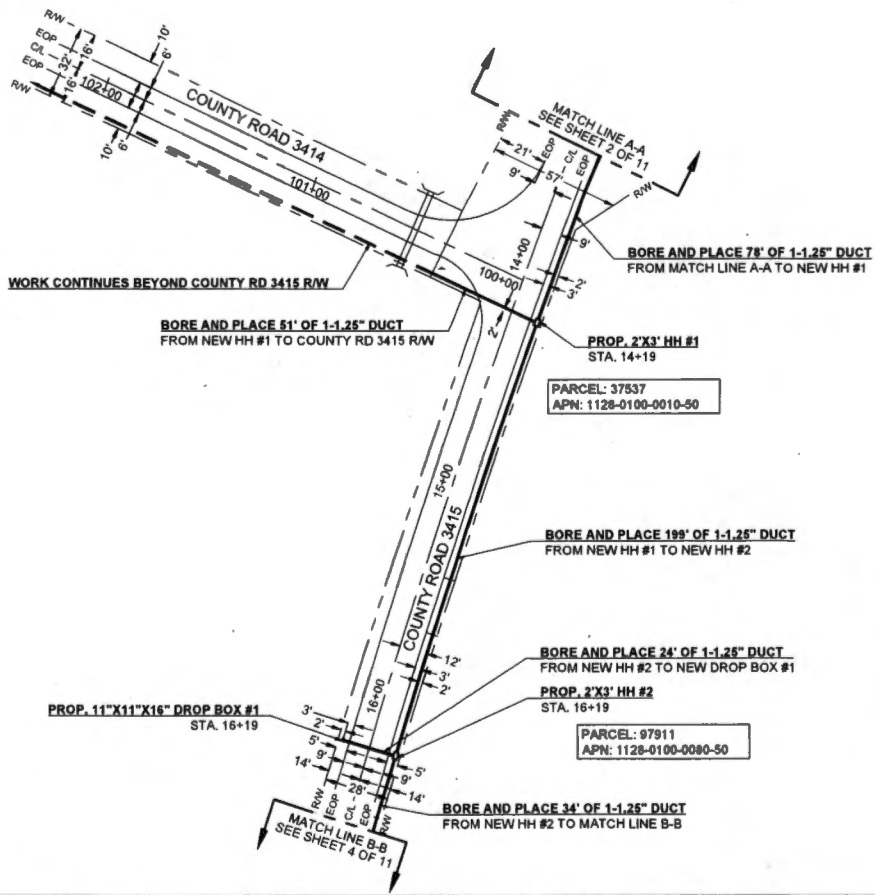 R/W
EOP
C/L
EOP
R/W
32'
16'
16'
10'
6'
10'
6'
102+00
COUNTY ROAD 3414
101+00
100+00
MATCH LINE A-A
SEE SHEET 2 OF 11
R/W
21'
EOP
C/L
EOP
9'
57'
R/W
14+00
9'
2'
3'
2'
BORE AND PLACE 78' OF 1-1.25" DUCT
FROM MATCH LINE A-A TO NEW HH #1
WORK CONTINUES BEYOND COUNTY RD 3415 R/W
BORE AND PLACE 51' OF 1-1.25" DUCT
FROM NEW HH #1 TO COUNTY RD 3415 R/W
PROP. 2'X3' HH #1
STA. 14+19
PARCEL: 37537
APN: 1128-0100-0010-50
15+00
COUNTY ROAD 3415
BORE AND PLACE 199' OF 1-1.25" DUCT
FROM NEW HH #1 TO NEW HH #2
12'
3'
2'
16+00
BORE AND PLACE 24' OF 1-1.25" DUCT
FROM NEW HH #2 TO NEW DROP BOX #1
PROP. 2'X3' HH #2
STA. 16+19
PROP. 11"X11"X16" DROP BOX #1
STA. 16+19
PARCEL: 97911
APN: 1128-0100-0080-50
3'
2'
5'
9'
14'
28'
5'
9'
14'
R/W
EOP
C/L
EOP
R/W
BORE AND PLACE 34' OF 1-1.25" DUCT
FROM NEW HH #2 TO MATCH LINE B-B
MATCH LINE B-B
SEE SHEET 4 OF 11